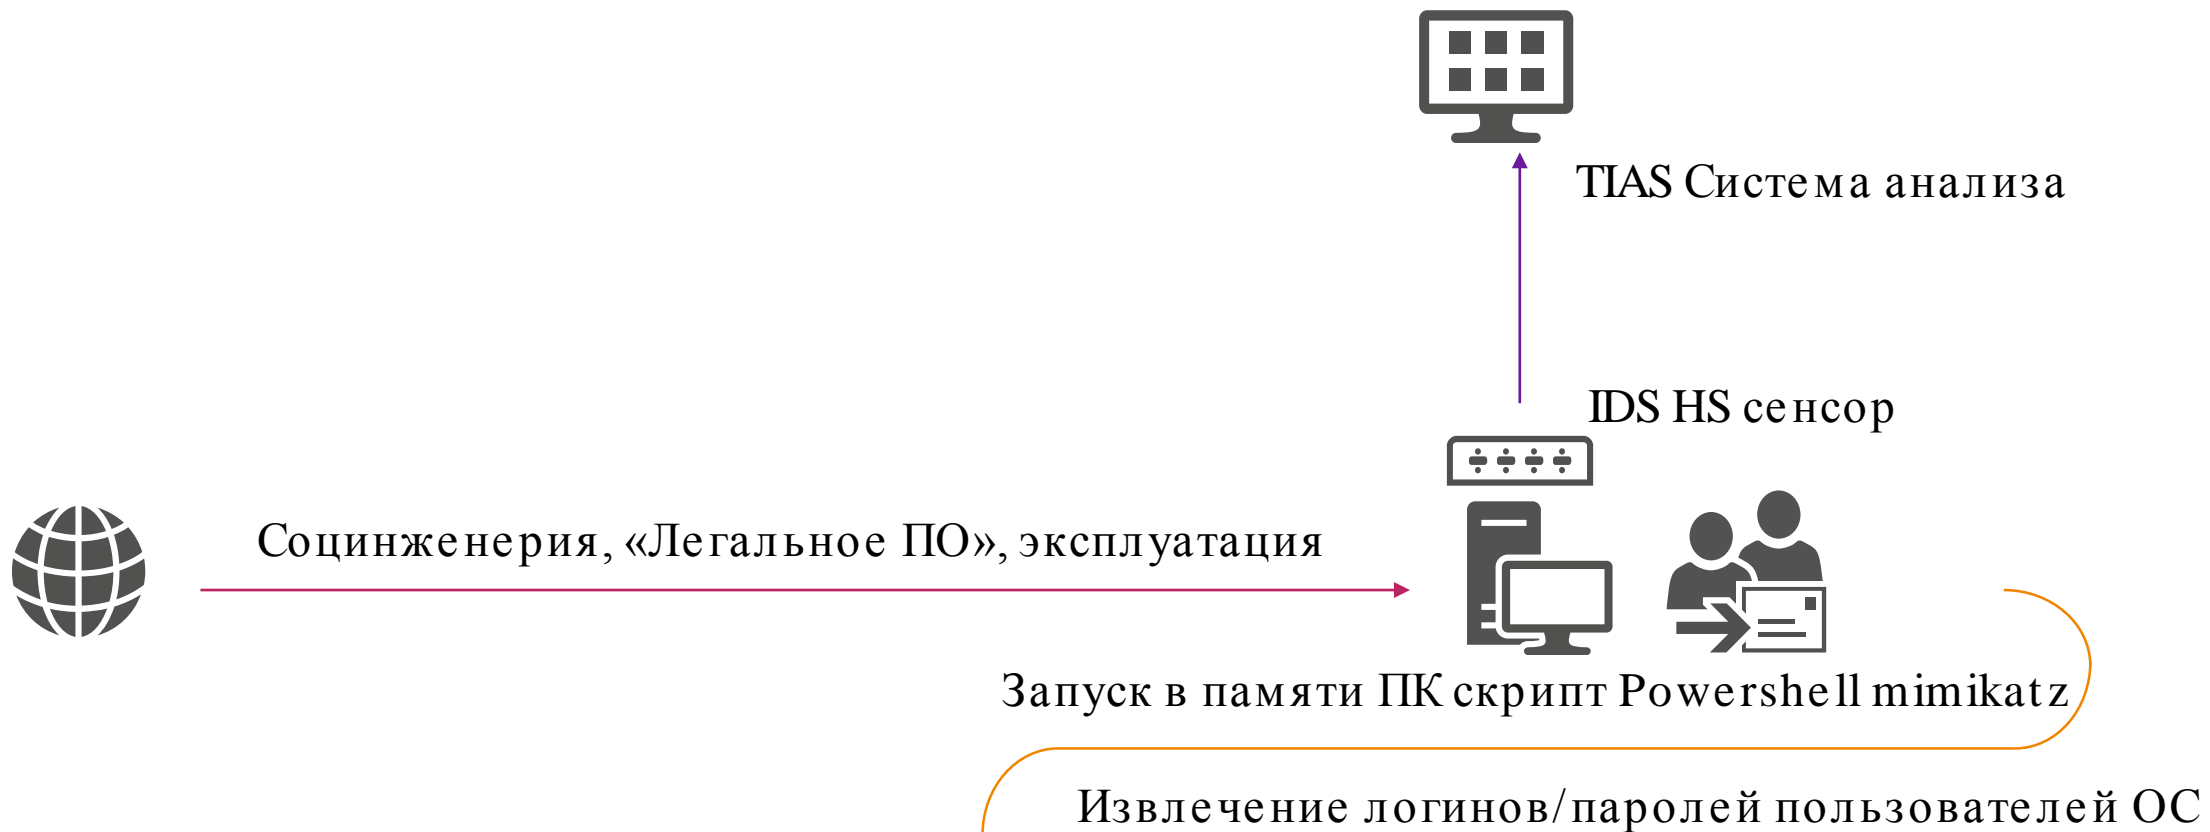 TIAS Система анализа
IDS HS сенсор
Социнженерия, «Легальное ПО», эксплуатация
Запуск в памяти ПК скрипт Powershell mimikatz
Извлечение логинов/паролей пользователей ОС